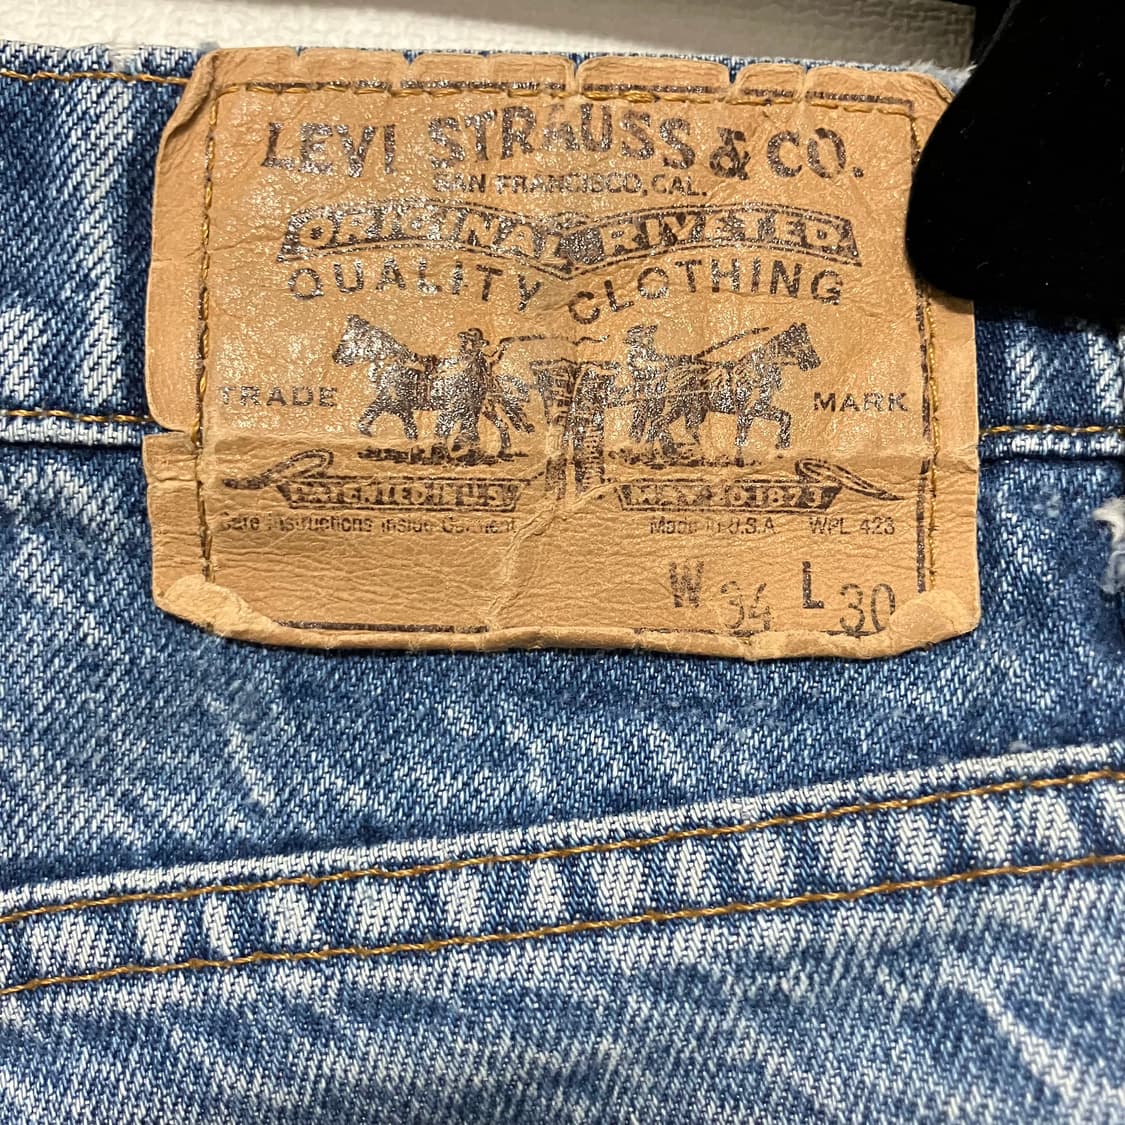 LEVI STRAUSS & CO.
SAN FRANCISCO, CAL.
ORIGINAL RIVETED
QUALITY CLOTHING
TRADE MARK
PATENTED IN U.S. MAY 20 1873
Care Instructions Inside Garment Made in U.S.A WPL 423
W 34 L 30